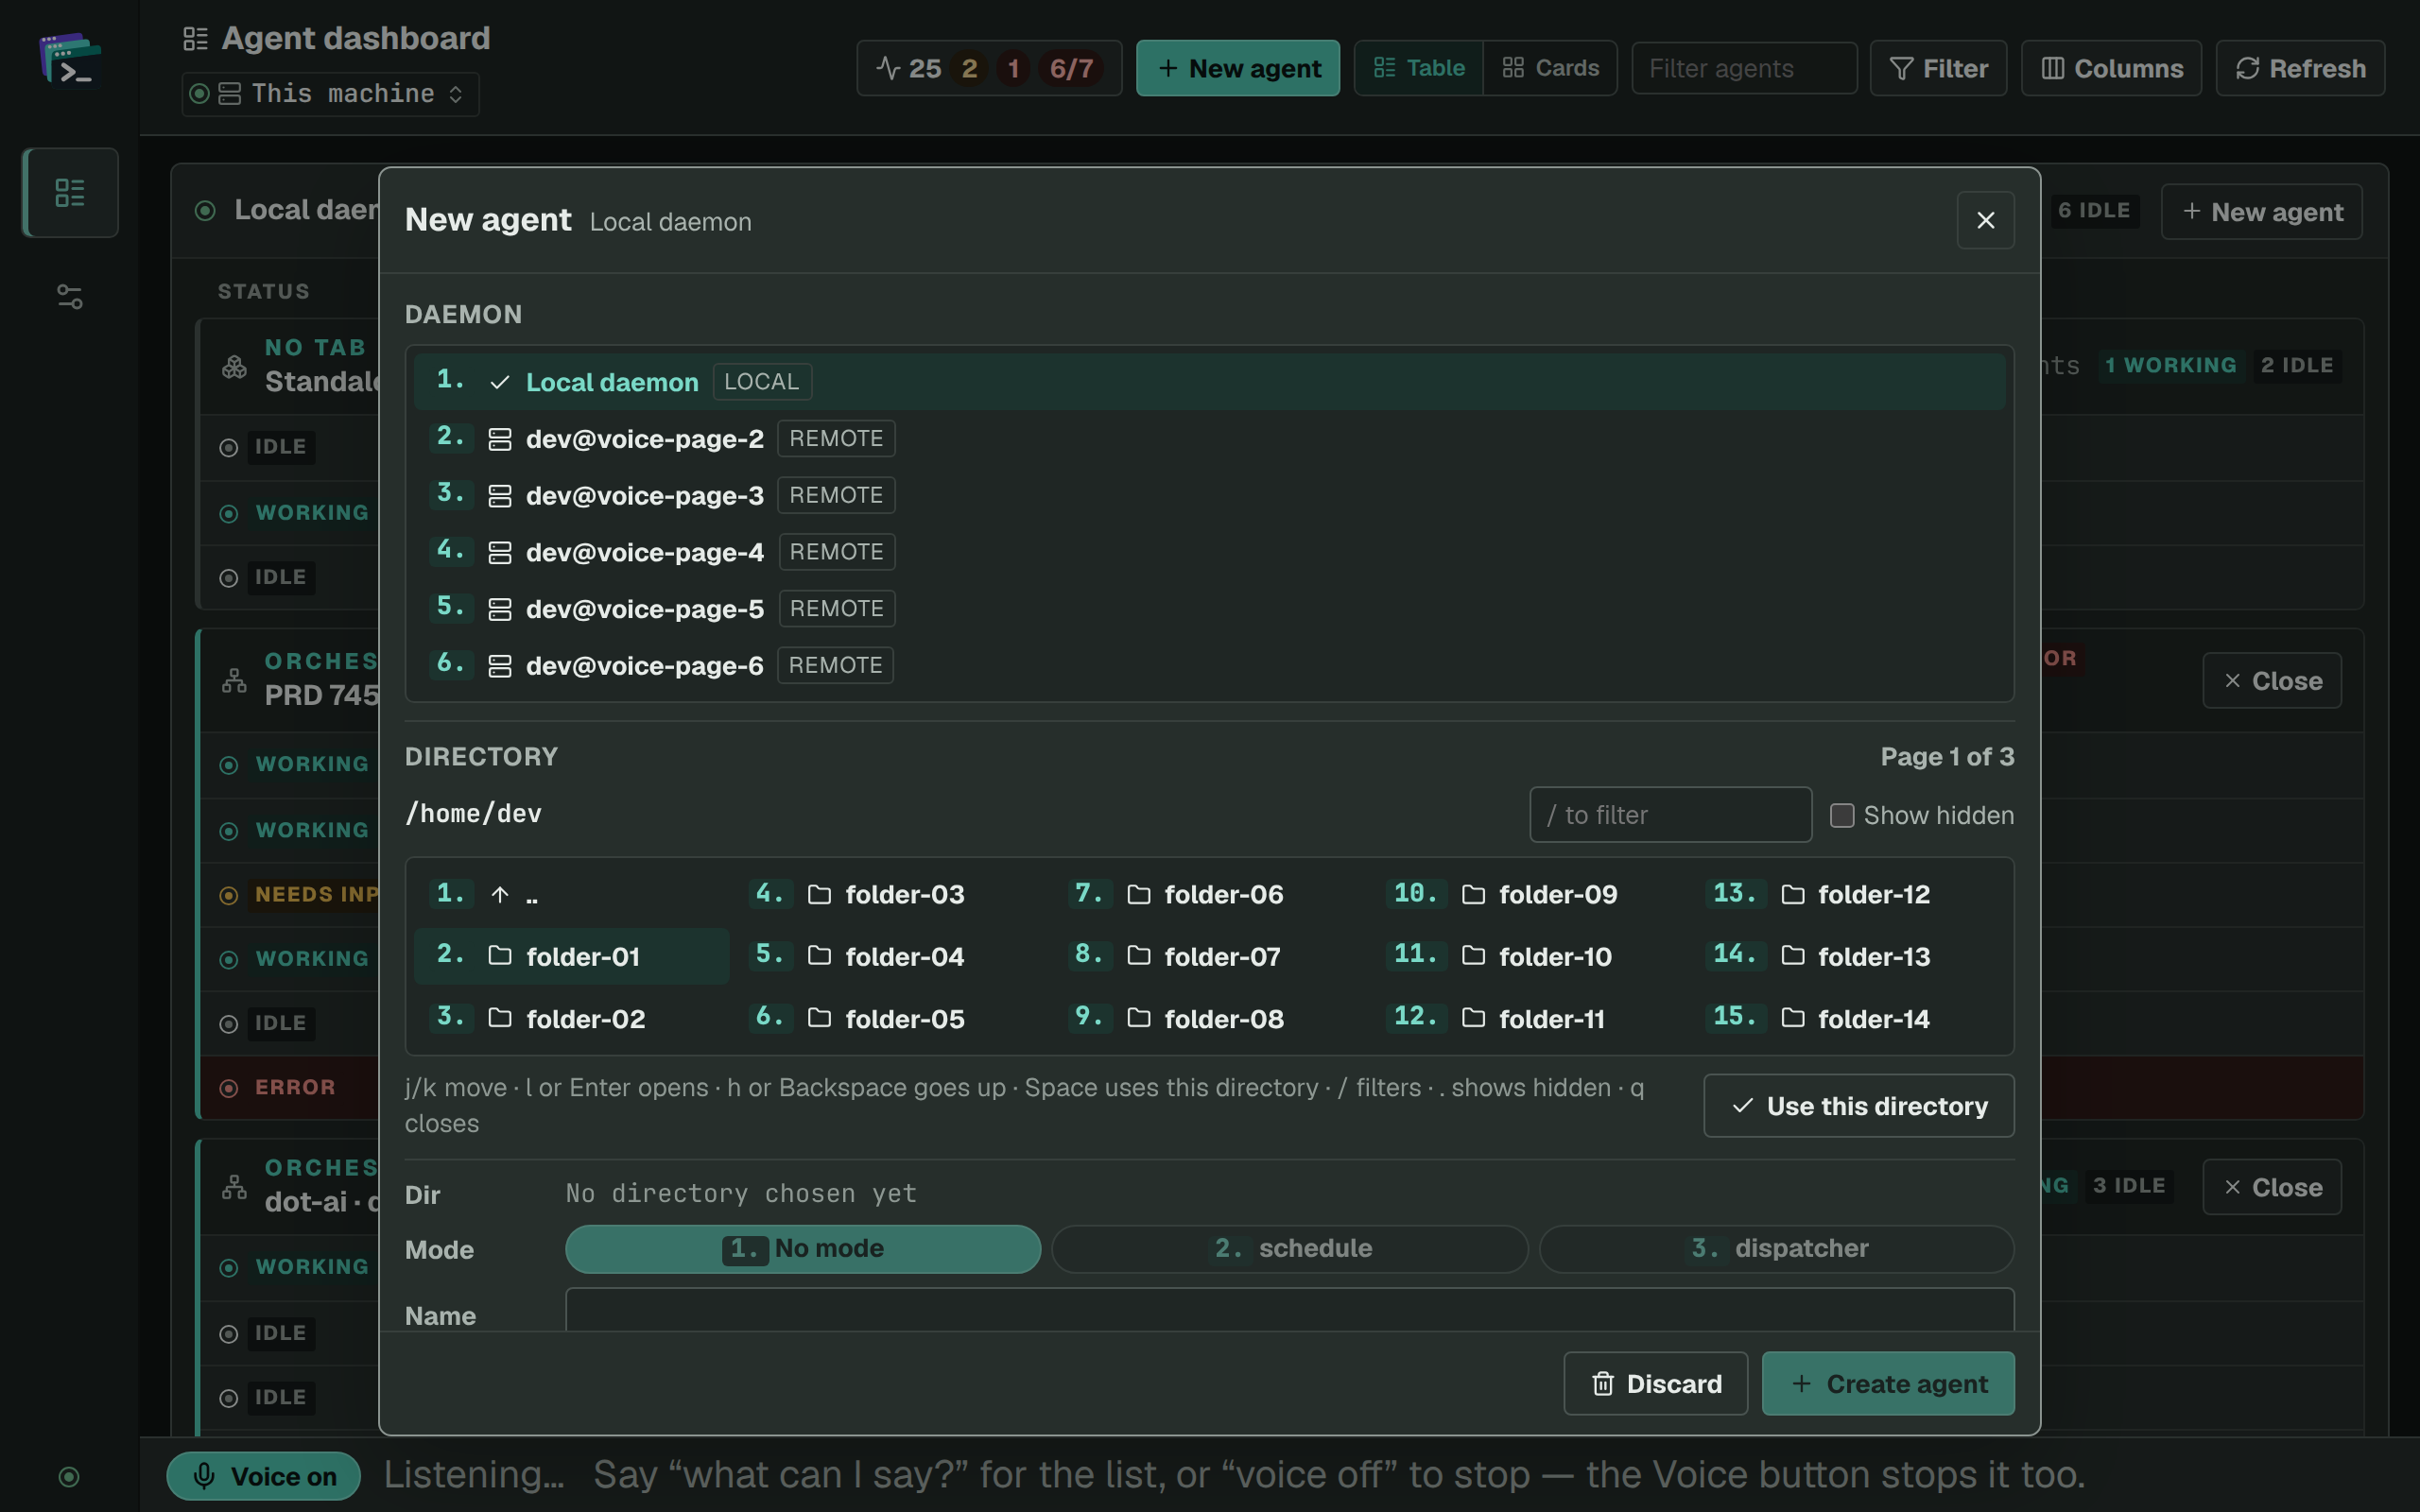 Agent dashboard
This machine
25 2 1 6/7
+ New agent
Table
Cards
Filter agents
Filter
Columns
Refresh
Local daer
6 IDLE
+ New agent
STATUS
NO TAB
Standalo
nts 1 WORKING 2 IDLE
IDLE
WORKING
IDLE
ORCHES
PRD 745
OR
Close
WORKING
WORKING
NEEDS INP
WORKING
IDLE
ERROR
ORCHES
dot-ai · d
NG 3 IDLE
Close
WORKING
IDLE
IDLE
New agent Local daemon
DAEMON
1. Local daemon LOCAL
2. dev@voice-page-2 REMOTE
3. dev@voice-page-3 REMOTE
4. dev@voice-page-4 REMOTE
5. dev@voice-page-5 REMOTE
6. dev@voice-page-6 REMOTE
DIRECTORY
Page 1 of 3
/home/dev
/ to filter
Show hidden
1. ..
2. folder-01
3. folder-02
4. folder-03
5. folder-04
6. folder-05
7. folder-06
8. folder-07
9. folder-08
10. folder-09
11. folder-10
12. folder-11
13. folder-12
14. folder-13
15. folder-14
j/k move · l or Enter opens · h or Backspace goes up · Space uses this directory · / filters · . shows hidden · q
closes
Use this directory
Dir No directory chosen yet
Mode 1. No mode 2. schedule 3. dispatcher
Name
Discard
+ Create agent
Voice on
Listening… Say “what can I say?” for the list, or “voice off” to stop — the Voice button stops it too.